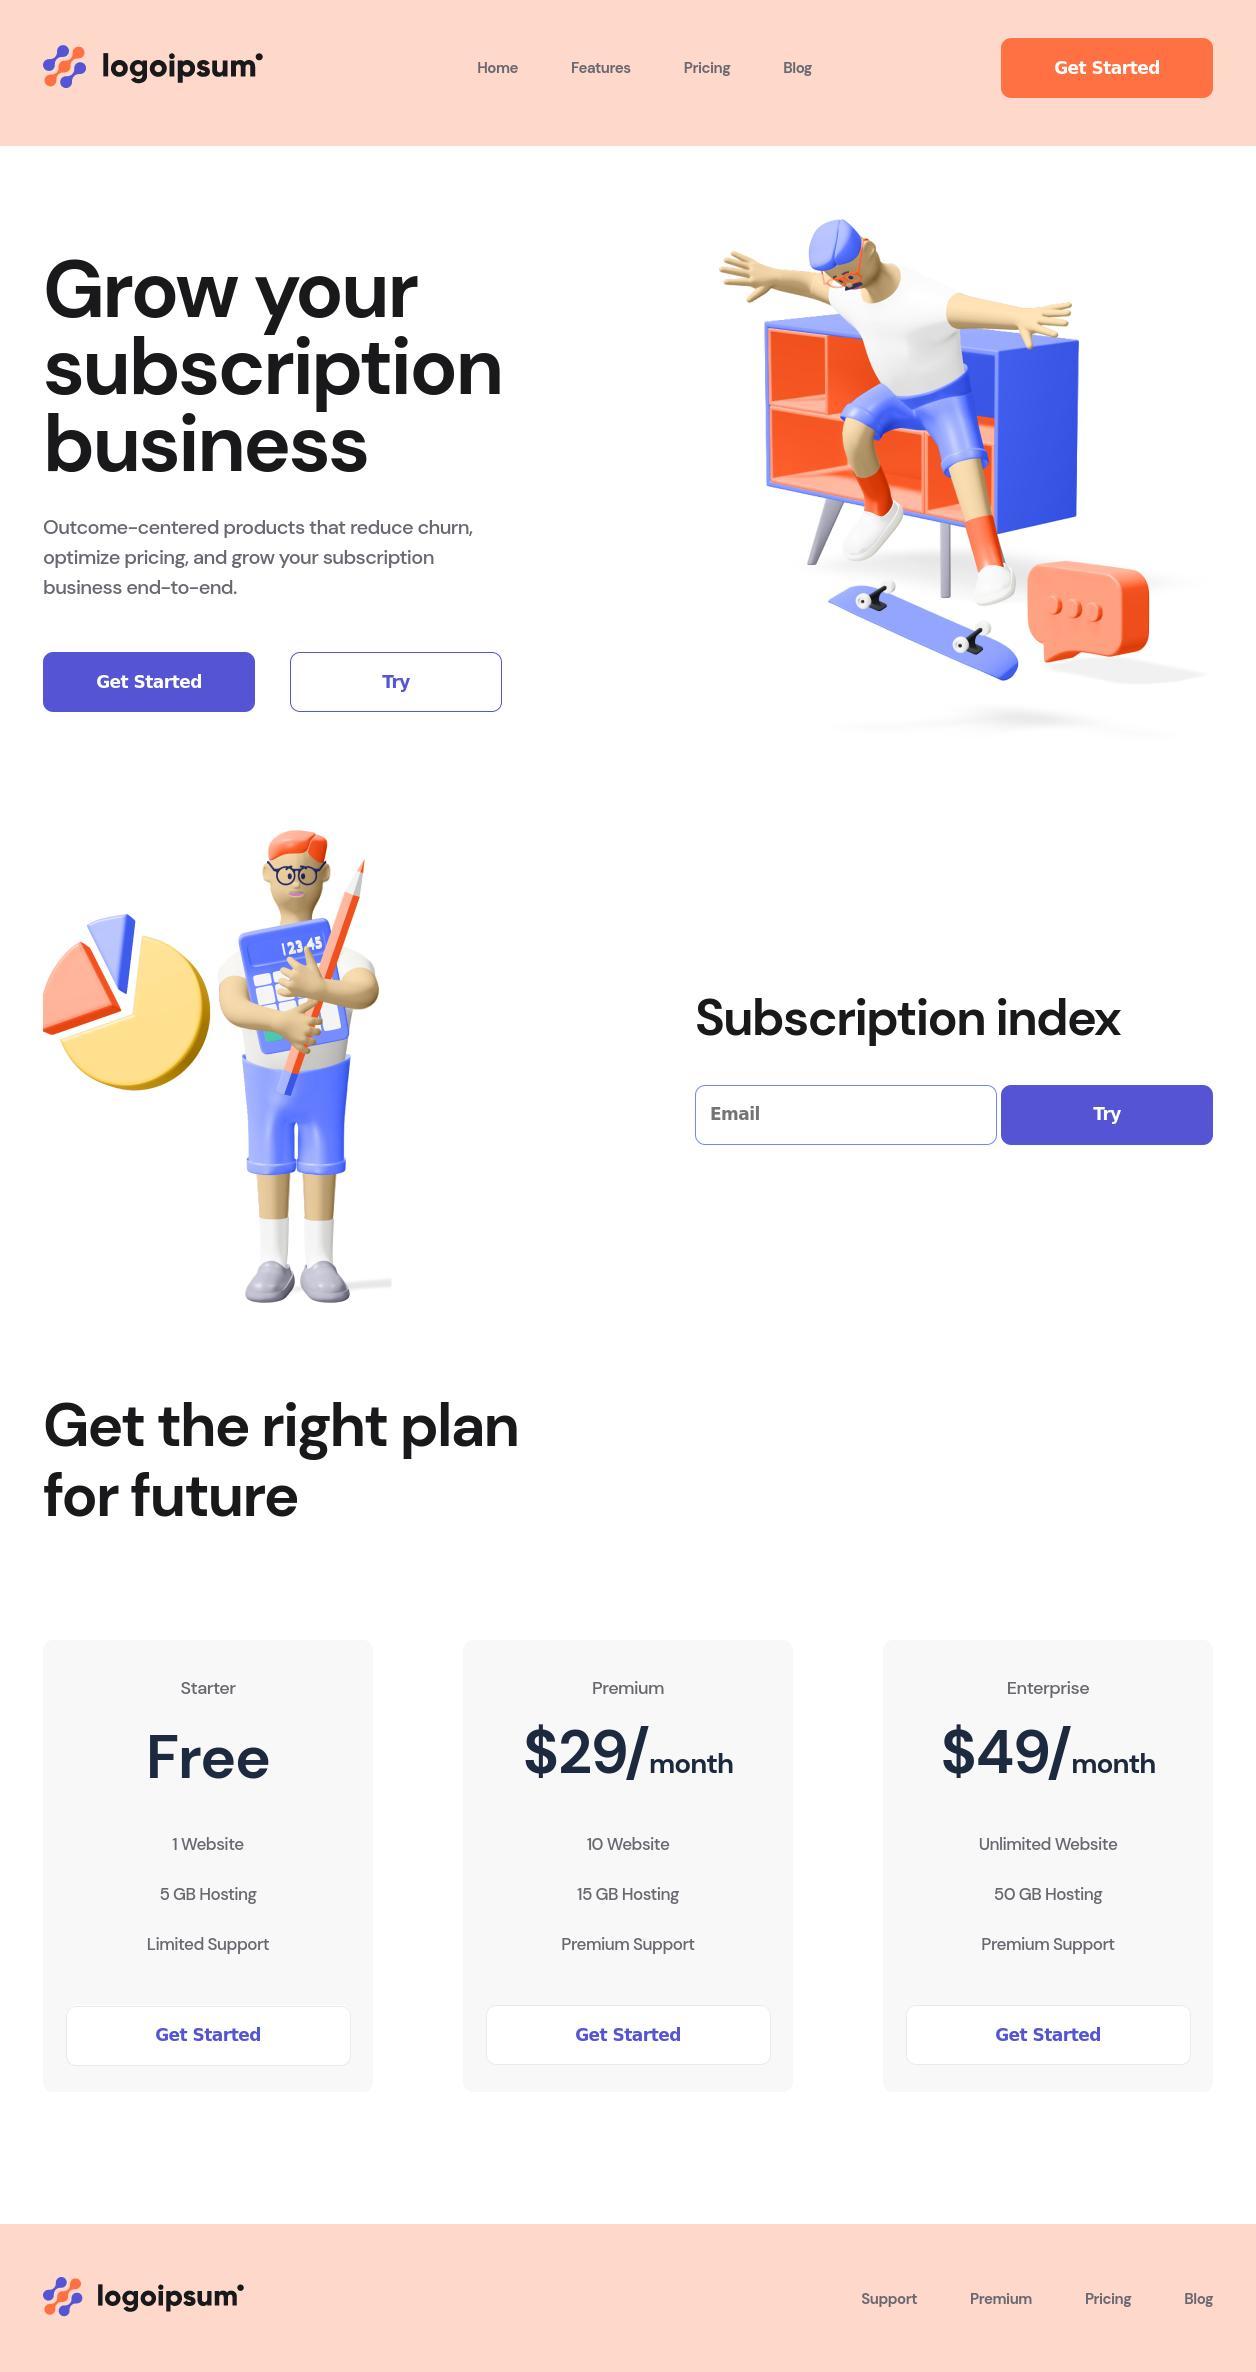 logoipsum
Home Features Pricing Blog
Get Started
Grow your
subscription
business
Outcome-centered products that reduce churn,
optimize pricing, and grow your subscription
business end-to-end.
Get Started Try
12345
Subscription index
Email Try
Get the right plan
for future
Starter
Free
1 Website
5 GB Hosting
Limited Support
Get Started
Premium
$29/month
10 Website
15 GB Hosting
Premium Support
Get Started
Enterprise
$49/month
Unlimited Website
50 GB Hosting
Premium Support
Get Started
logoipsum
Support Premium Pricing Blog